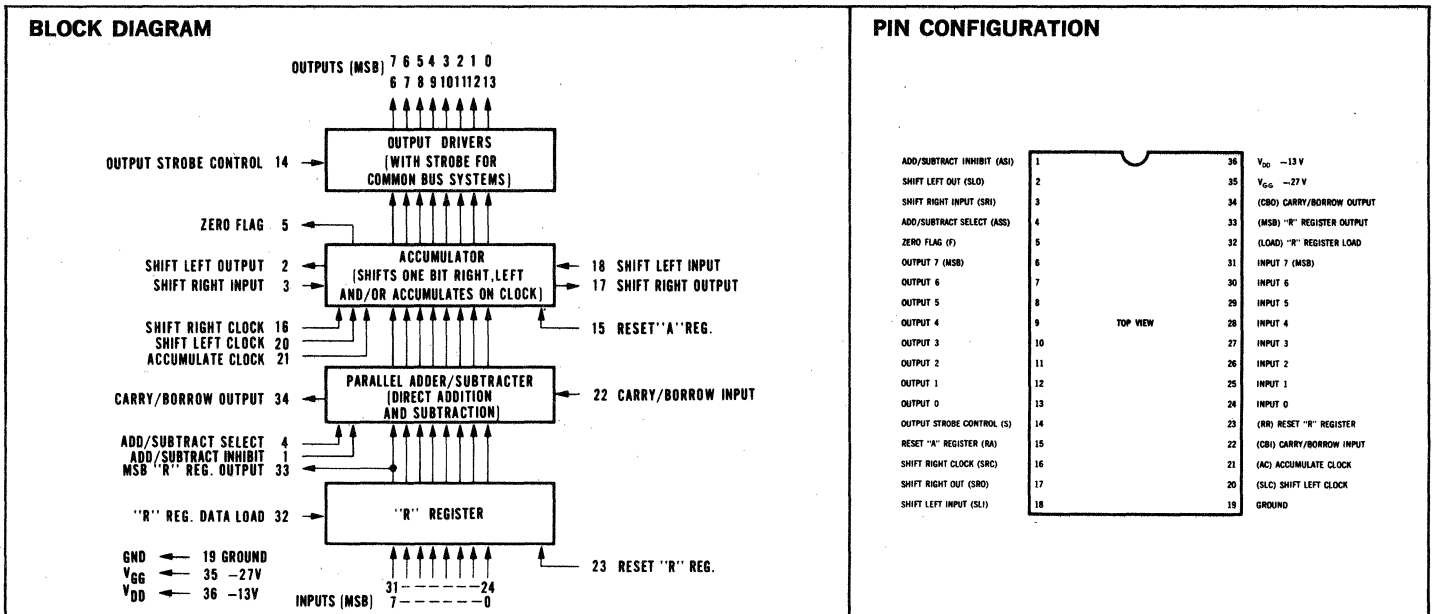 BLOCK DIAGRAM
OUTPUTS (MSB) 7 6 5 4 3 2 1 0
6 7 8 9 10 11 12 13
OUTPUT STROBE CONTROL 14
OUTPUT DRIVERS
(WITH STROBE FOR
COMMON BUS SYSTEMS)
ZERO FLAG 5
SHIFT LEFT OUTPUT 2
SHIFT RIGHT INPUT 3
ACCUMULATOR
(SHIFTS ONE BIT RIGHT, LEFT
AND/OR ACCUMULATES ON CLOCK)
18 SHIFT LEFT INPUT
17 SHIFT RIGHT OUTPUT
SHIFT RIGHT CLOCK 16
SHIFT LEFT CLOCK 20
ACCUMULATE CLOCK 21
15 RESET"A"REG.
PARALLEL ADDER/SUBTRACTER
(DIRECT ADDITION
AND SUBTRACTION)
CARRY/BORROW OUTPUT 34
22 CARRY/BORROW INPUT
ADD/SUBTRACT SELECT 4
ADD/SUBTRACT INHIBIT 1
MSB "R" REG. OUTPUT 33
"R" REG. DATA LOAD 32
"R" REGISTER
23 RESET "R" REG.
GND 19 GROUND
VGG 35 -27V
VDD 36 -13V
31------24
INPUTS (MSB) 7------0
PIN CONFIGURATION
ADD/SUBTRACT INHIBIT (ASI) 1 36 VDD -13 V
SHIFT LEFT OUT (SLO) 2 35 VGG -27 V
SHIFT RIGHT INPUT (SRI) 3 34 (CBO) CARRY/BORROW OUTPUT
ADD/SUBTRACT SELECT (ASS) 4 33 (MSB) "R" REGISTER OUTPUT
ZERO FLAG (F) 5 32 (LOAD) "R" REGISTER LOAD
OUTPUT 7 (MSB) 6 31 INPUT 7 (MSB)
OUTPUT 6 7 30 INPUT 6
OUTPUT 5 8 29 INPUT 5
OUTPUT 4 9 TOP VIEW 28 INPUT 4
OUTPUT 3 10 27 INPUT 3
OUTPUT 2 11 26 INPUT 2
OUTPUT 1 12 25 INPUT 1
OUTPUT 0 13 24 INPUT 0
OUTPUT STROBE CONTROL (S) 14 23 (RR) RESET "R" REGISTER
RESET "A" REGISTER (RA) 15 22 (CBI) CARRY/BORROW INPUT
SHIFT RIGHT CLOCK (SRC) 16 21 (AC) ACCUMULATE CLOCK
SHIFT RIGHT OUT (SRO) 17 20 (SLC) SHIFT LEFT CLOCK
SHIFT LEFT INPUT (SLI) 18 19 GROUND